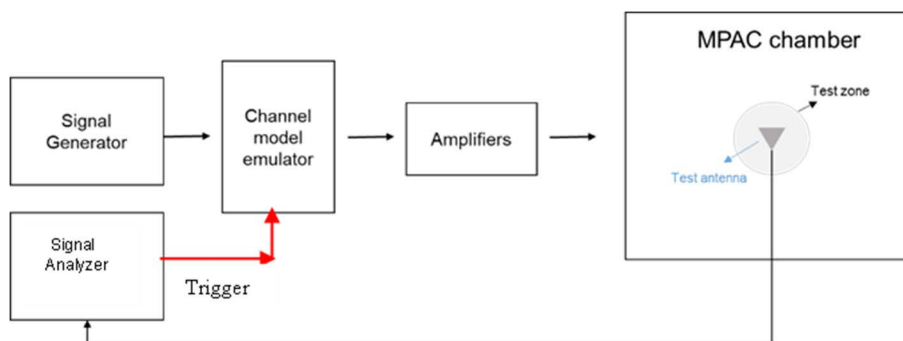 MPAC chamber
Test zone
Test antenna
Signal
Generator
Channel
model
emulator
Amplifiers
Signal
Analyzer
Trigger